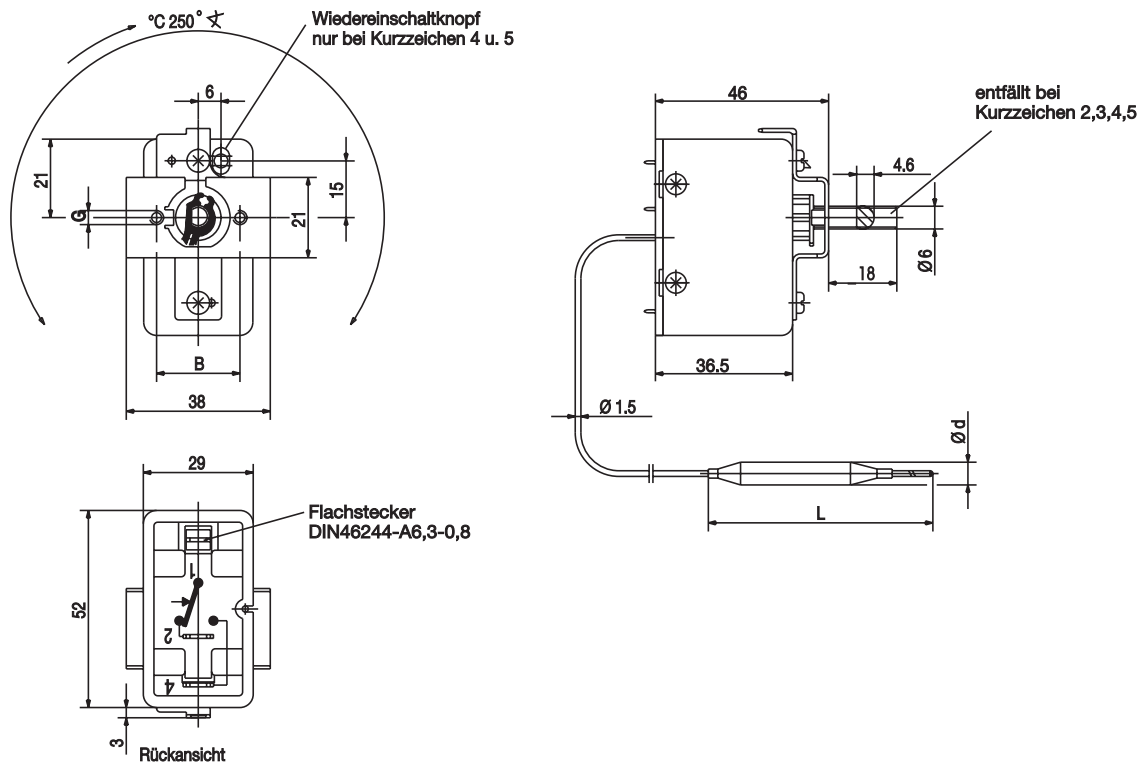 °C 250° ∢
Wiedereinschaltknopf
nur bei Kurzzeichen 4 u. 5
6
21
G
15
21
B
38
46
entfällt bei
Kurzzeichen 2,3,4,5
4.6
Ø 6
18
36.5
Ø 1.5
Ø d
L
29
Flachstecker
DIN46244-A6,3-0,8
52
1
2
4
3
Rückansicht